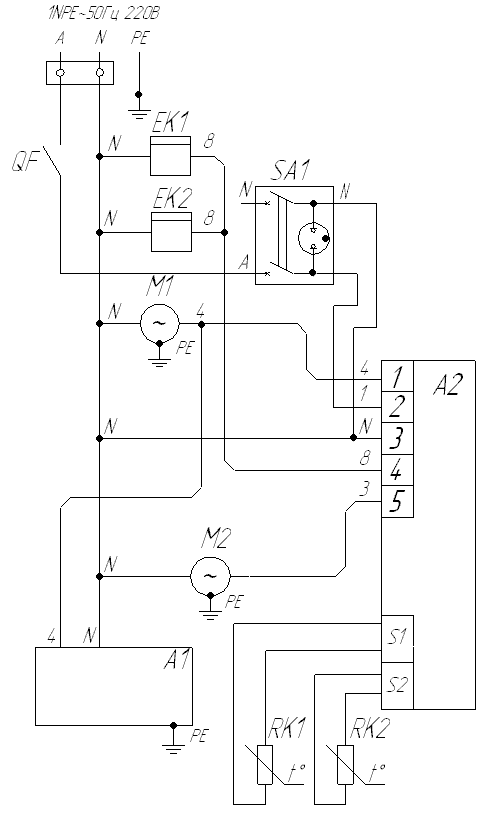 1NPE~50Гц 220В
A N PE
EK1
N 8
QF
SA1
EK2
N N
N 8
A
M1
N 4
~
PE
4 1 A2
1 2
N N 3
8 4
3 5
M2
N
~
PE
4 N
A1
S1
S2
PE
RK1 RK2
t° t°